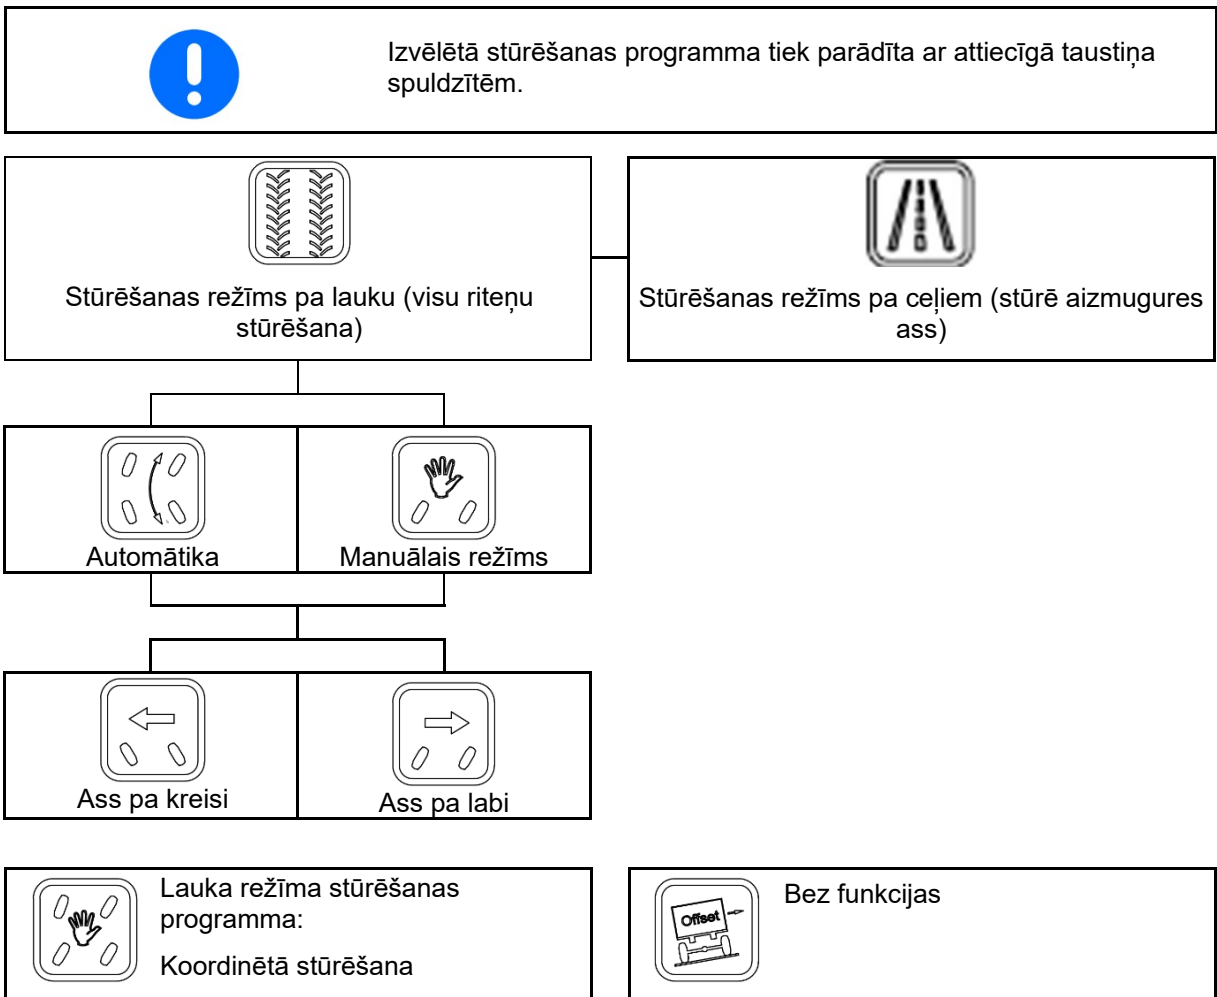 Izvēlētā stūrēšanas programma tiek parādīta ar attiecīgā taustiņa
spuldzītēm.
Stūrēšanas režīms pa lauku (visu riteņu
stūrēšana)
Stūrēšanas režīms pa ceļiem (stūrē aizmugures
ass)
Automātika
Manuālais režīms
Ass pa kreisi
Ass pa labi
Lauka režīma stūrēšanas
programma:
Koordinētā stūrēšana
Offset
Bez funkcijas